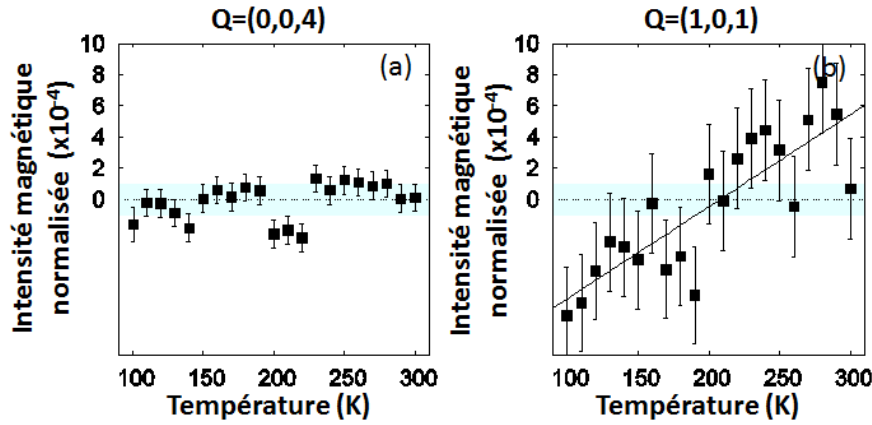 Q=(0,0,4)
Intensité magnétique
normalisée (x10⁻⁴)
10
8
6
4
2
0
(a)
100 150 200 250 300
Température (K)
Q=(1,0,1)
Intensité magnétique
normalisée (x10⁻⁴)
10
8
6
4
2
0
(b)
100 150 200 250 300
Température (K)